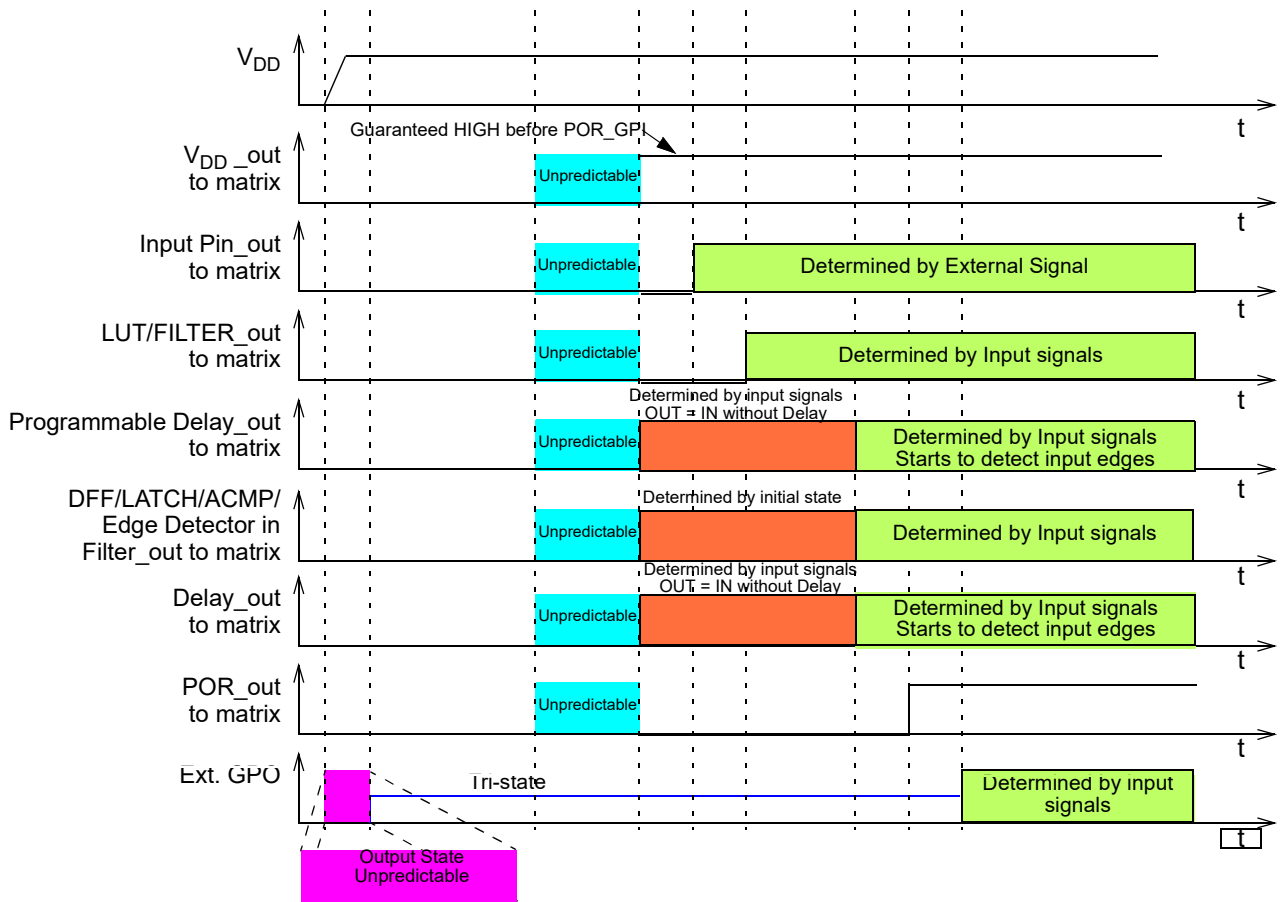 V_DD
t
Guaranteed HIGH before POR_GPI
V_DD _out
to matrix
Unpredictable
t
Input Pin_out
to matrix
Unpredictable
Determined by External Signal
t
LUT/FILTER_out
to matrix
Unpredictable
Determined by Input signals
t
Programmable Delay_out
to matrix
Unpredictable
Determined by input signals
OUT = IN without Delay
Determined by Input signals
Starts to detect input edges
t
DFF/LATCH/ACMP/
Edge Detector in
Filter_out to matrix
Unpredictable
Determined by initial state
Determined by Input signals
t
Delay_out
to matrix
Unpredictable
Determined by input signals
OUT = IN without Delay
Determined by Input signals
Starts to detect input edges
t
POR_out
to matrix
Unpredictable
t
Ext. GPO
Tri-state
Determined by input
signals
t
Output State
Unpredictable